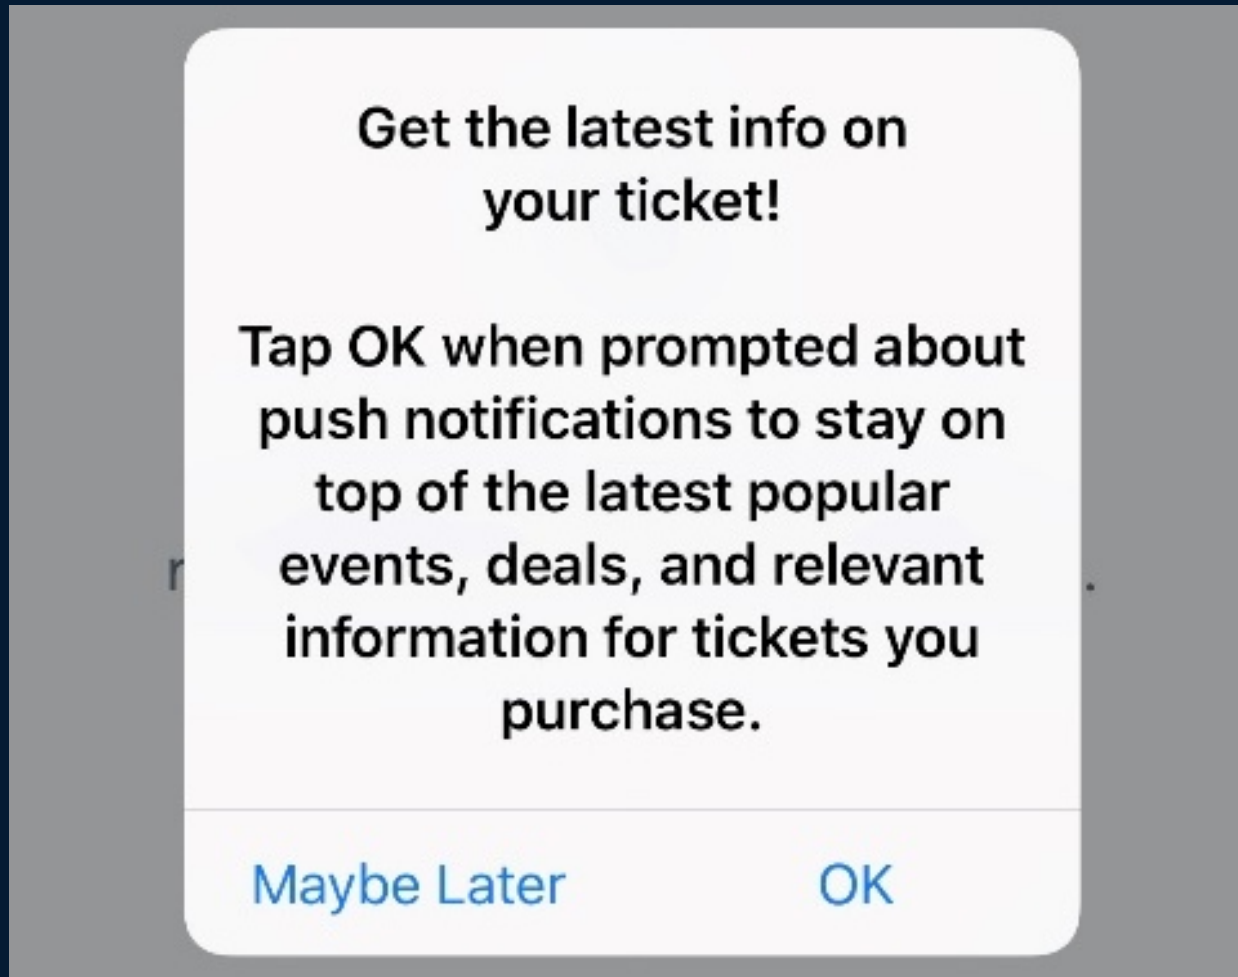 Get the latest info on
your ticket!
Tap OK when prompted about
push notifications to stay on
top of the latest popular
events, deals, and relevant
information for tickets you
purchase.
Maybe Later
OK